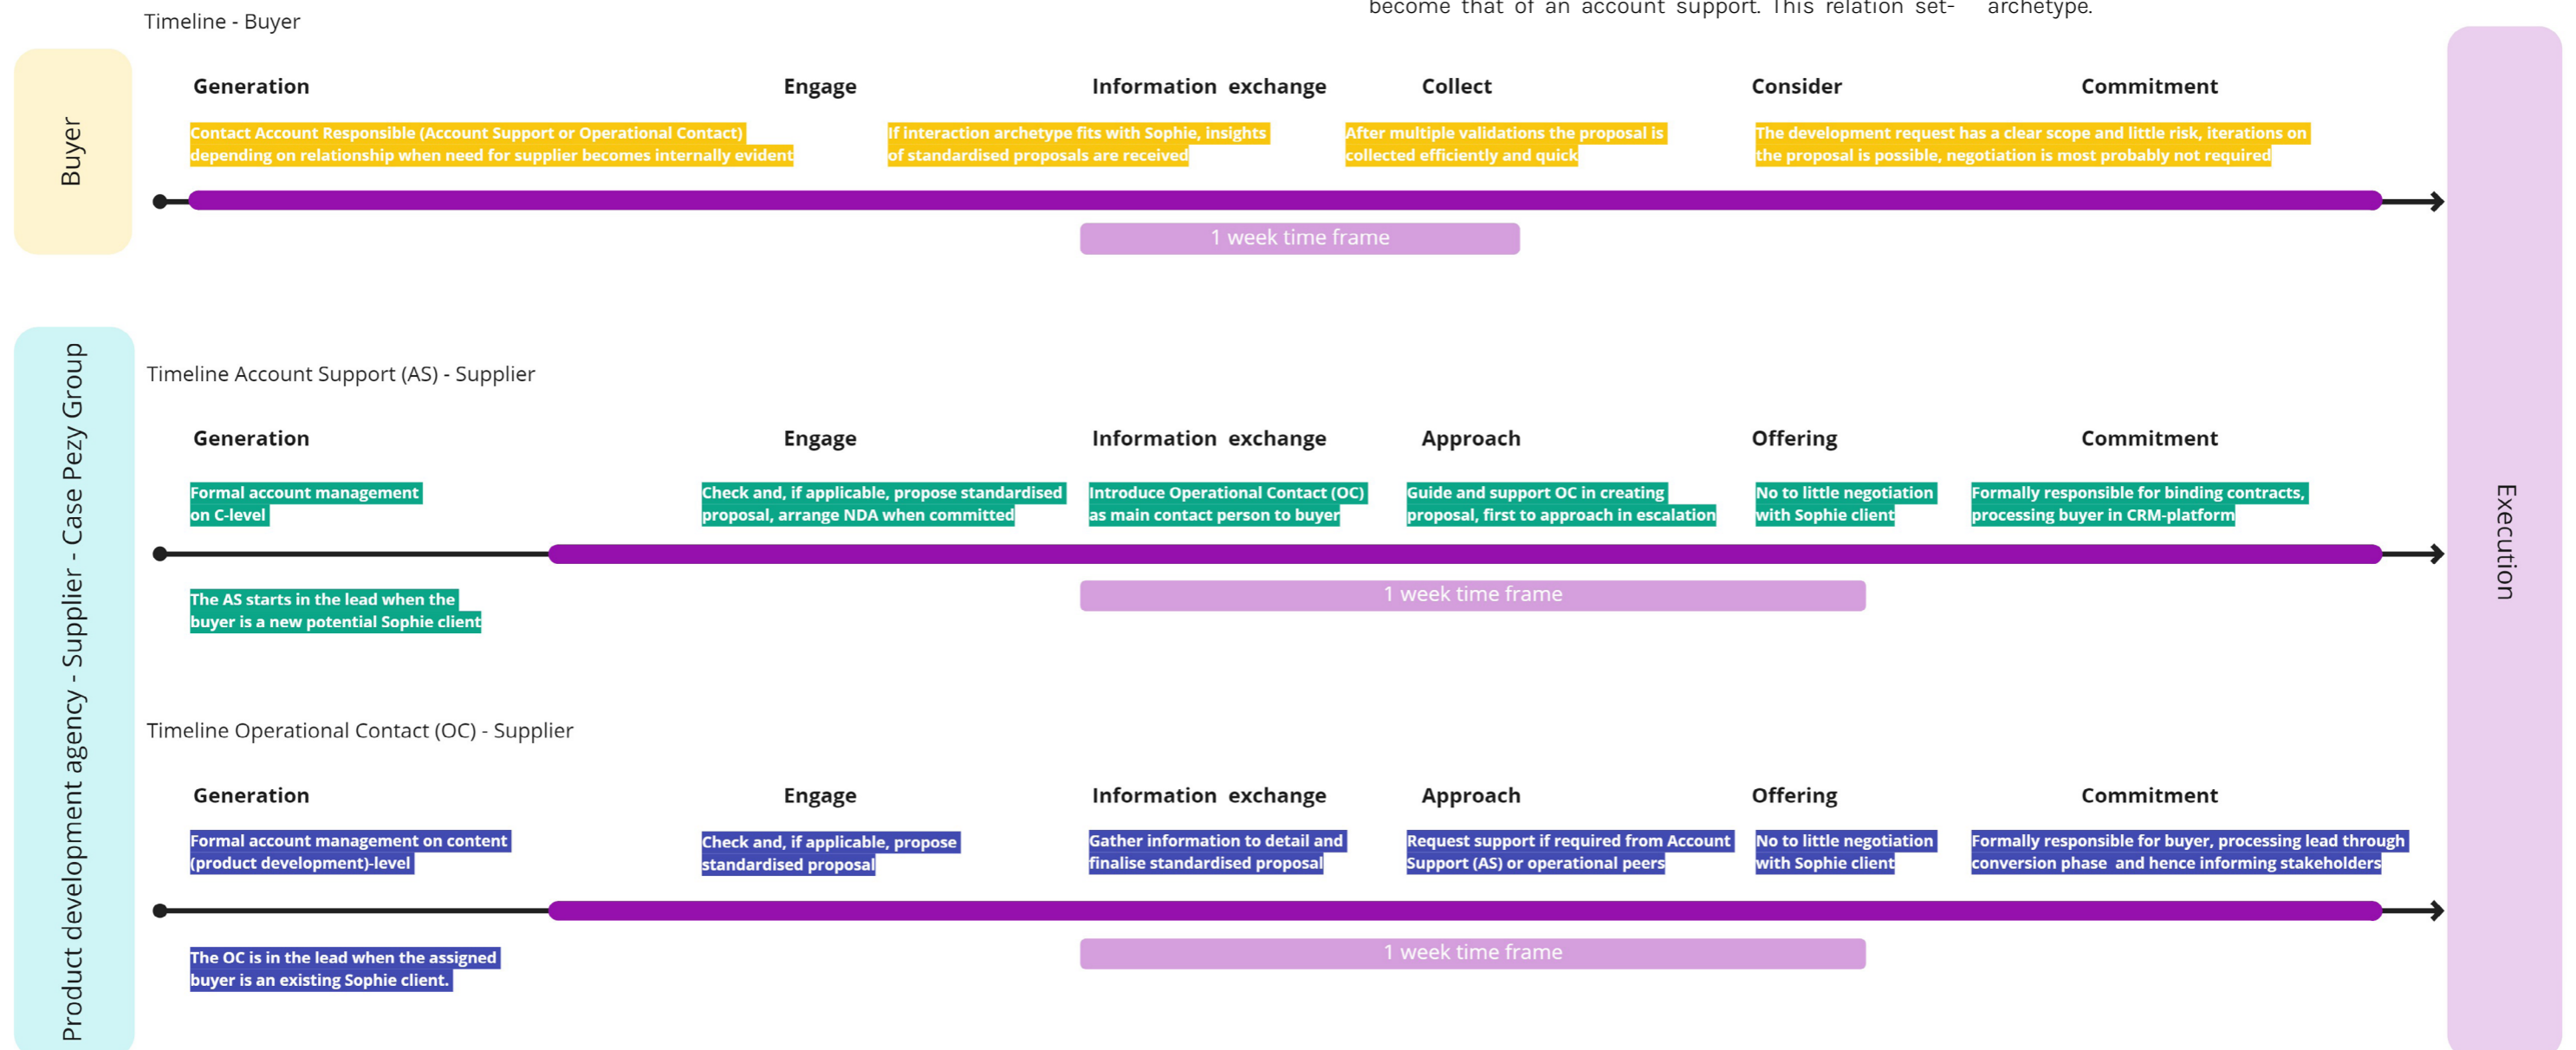 become that of an account support. This relation set-
archetype.
Timeline - Buyer
Buyer
Generation
Engage
Information exchange
Collect
Consider
Commitment
Contact Account Responsible (Account Support or Operational Contact)
depending on relationship when need for supplier becomes internally evident
If interaction archetype fits with Sophie, insights
of standardised proposals are received
After multiple validations the proposal is
collected efficiently and quick
The development request has a clear scope and little risk, iterations on
the proposal is possible, negotiation is most probably not required
1 week time frame
Product development agency - Supplier - Case Pezy Group
Timeline Account Support (AS) - Supplier
Generation
Engage
Information exchange
Approach
Offering
Commitment
Formal account management
on C-level
Check and, if applicable, propose standardised
proposal, arrange NDA when committed
Introduce Operational Contact (OC)
as main contact person to buyer
Guide and support OC in creating
proposal, first to approach in escalation
No to little negotiation
with Sophie client
Formally responsible for binding contracts,
processing buyer in CRM-platform
The AS starts in the lead when the
buyer is a new potential Sophie client
1 week time frame
Timeline Operational Contact (OC) - Supplier
Generation
Engage
Information exchange
Approach
Offering
Commitment
Formal account management on content
(product development)-level
Check and, if applicable, propose
standardised proposal
Gather information to detail and
finalise standardised proposal
Request support if required from Account
Support (AS) or operational peers
No to little negotiation
with Sophie client
Formally responsible for buyer, processing lead through
conversion phase and hence informing stakeholders
The OC is in the lead when the assigned
buyer is an existing Sophie client.
1 week time frame
Execution